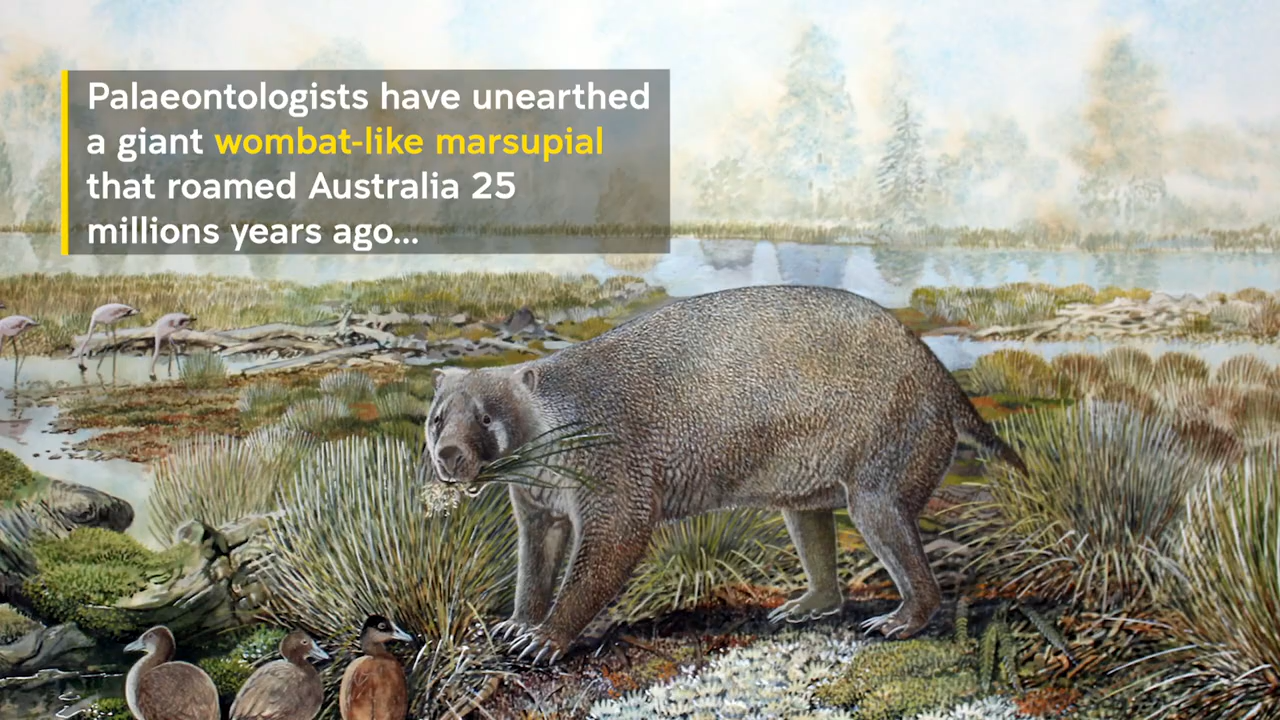 Palaeontologists have unearthed
a giant wombat-like marsupial
that roamed Australia 25
millions years ago...